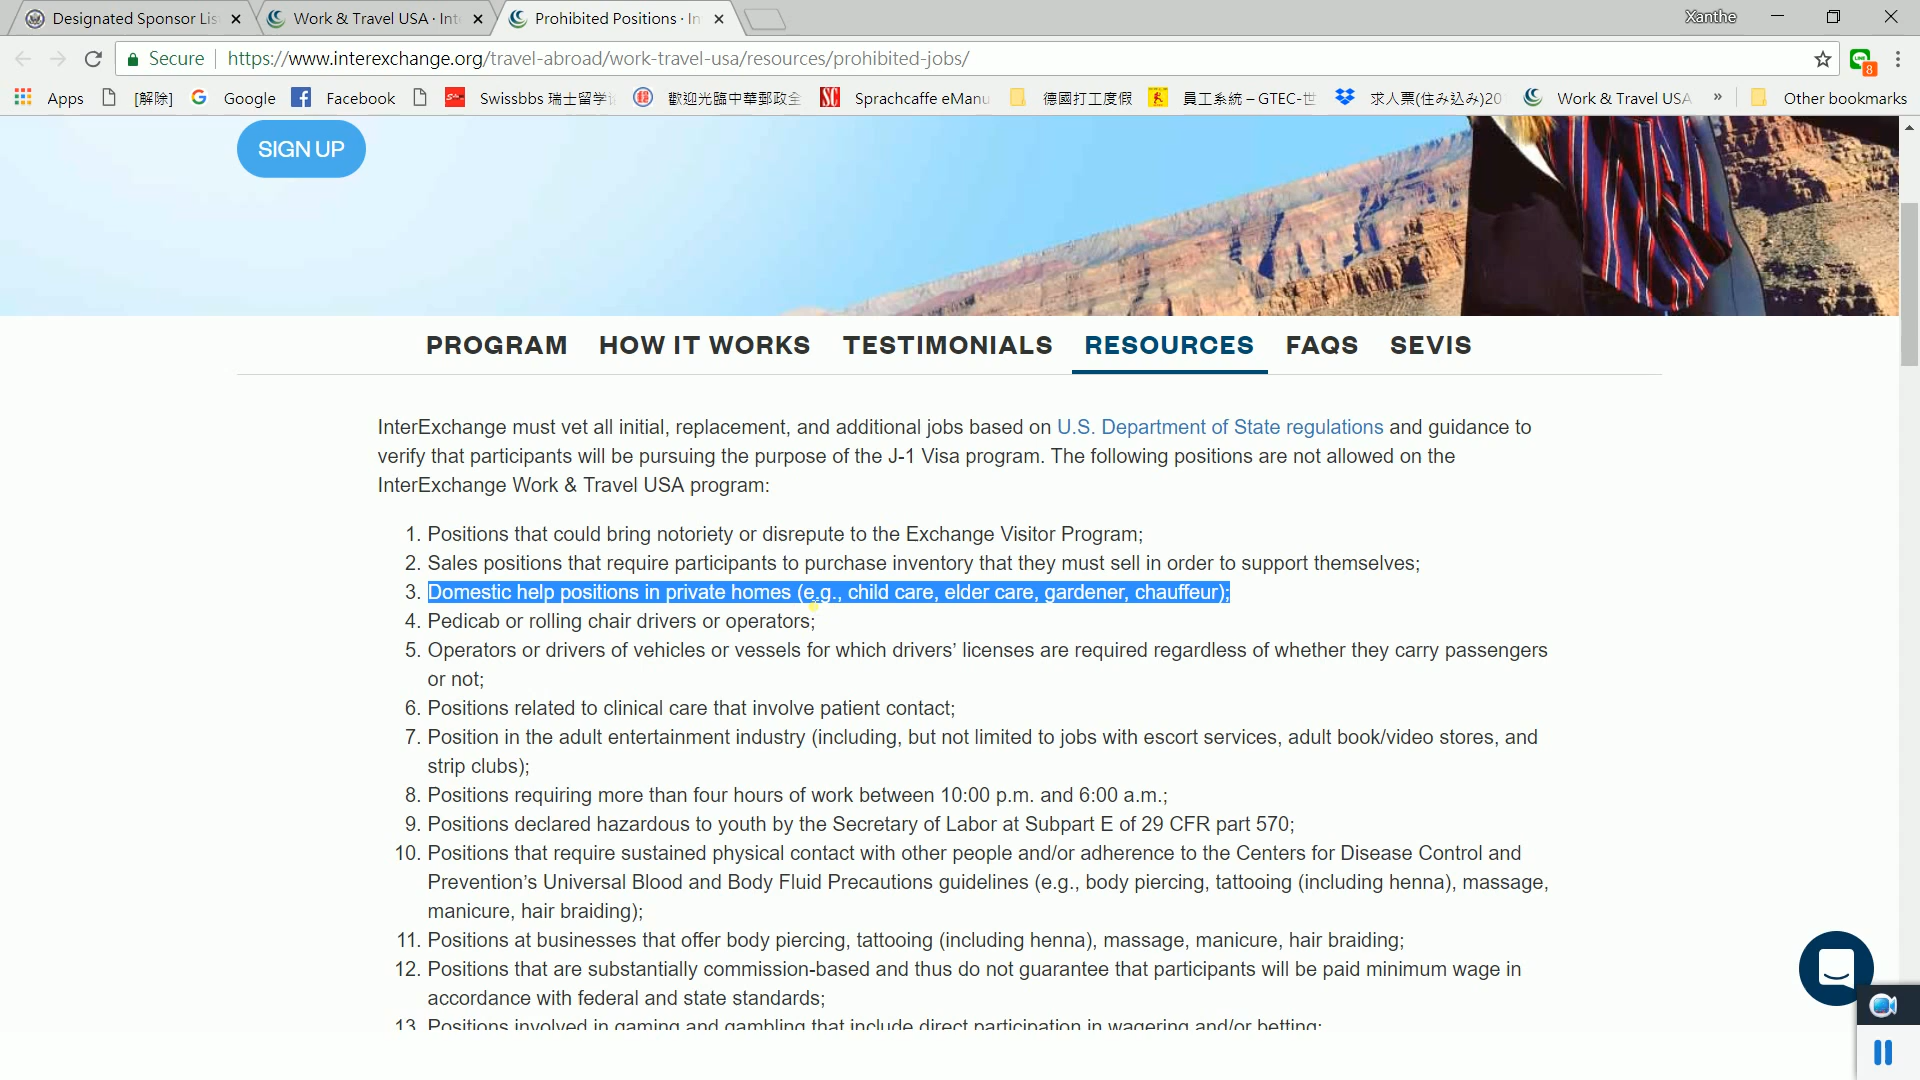 Designated Sponsor Lis
Work & Travel USA · Int
Prohibited Positions · In
Xanthe
Secure
https://www.interexchange.org/travel-abroad/work-travel-usa/resources/prohibited-jobs/
8
Apps
[解除]
Google
Facebook
Swissbbs 瑞士留学
歡迎光臨中華郵政全
Sprachcaffe eManu
德國打工度假
員工系統 – GTEC-世
求人票(住み込み)20
Work & Travel USA
»
Other bookmarks
SIGN UP
PROGRAM HOW IT WORKS TESTIMONIALS RESOURCES FAQS SEVIS
InterExchange must vet all initial, replacement, and additional jobs based on U.S. Department of State regulations and guidance to
verify that participants will be pursuing the purpose of the J-1 Visa program. The following positions are not allowed on the
InterExchange Work & Travel USA program:
1. Positions that could bring notoriety or disrepute to the Exchange Visitor Program;
2. Sales positions that require participants to purchase inventory that they must sell in order to support themselves;
3. Domestic help positions in private homes (e.g., child care, elder care, gardener, chauffeur);
4. Pedicab or rolling chair drivers or operators;
5. Operators or drivers of vehicles or vessels for which drivers’ licenses are required regardless of whether they carry passengers
or not;
6. Positions related to clinical care that involve patient contact;
7. Position in the adult entertainment industry (including, but not limited to jobs with escort services, adult book/video stores, and
strip clubs);
8. Positions requiring more than four hours of work between 10:00 p.m. and 6:00 a.m.;
9. Positions declared hazardous to youth by the Secretary of Labor at Subpart E of 29 CFR part 570;
10. Positions that require sustained physical contact with other people and/or adherence to the Centers for Disease Control and
Prevention’s Universal Blood and Body Fluid Precautions guidelines (e.g., body piercing, tattooing (including henna), massage,
manicure, hair braiding);
11. Positions at businesses that offer body piercing, tattooing (including henna), massage, manicure, hair braiding;
12. Positions that are substantially commission-based and thus do not guarantee that participants will be paid minimum wage in
accordance with federal and state standards;
13. Positions involved in gaming and gambling that include direct participation in wagering and/or betting;